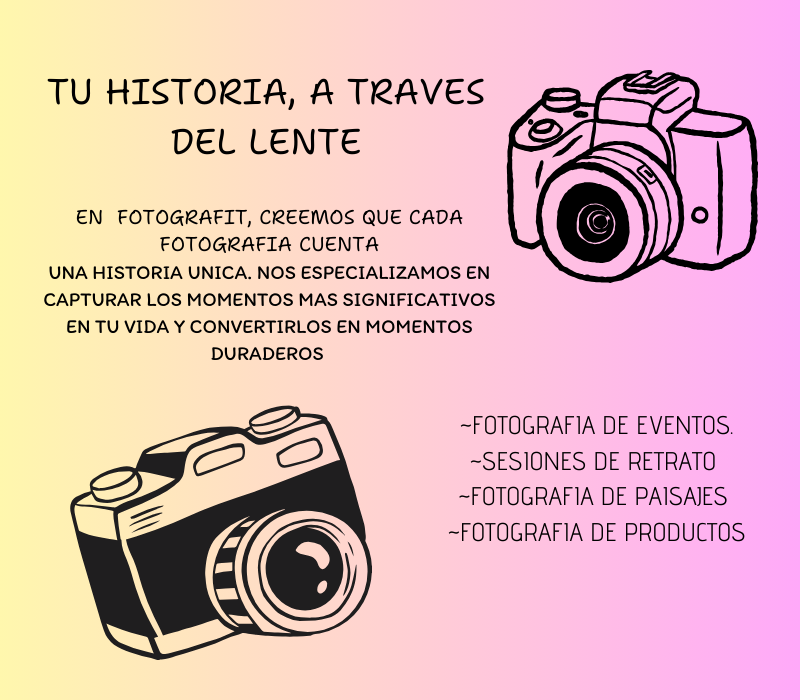 TU HISTORIA, A TRAVES
DEL LENTE
EN FOTOGRAFIT, CREEMOS QUE CADA
FOTOGRAFIA CUENTA
UNA HISTORIA UNICA. NOS ESPECIALIZAMOS EN
CAPTURAR LOS MOMENTOS MAS SIGNIFICATIVOS
EN TU VIDA Y CONVERTIRLOS EN MOMENTOS
DURADEROS
~FOTOGRAFIA DE EVENTOS.
~SESIONES DE RETRATO
~FOTOGRAFIA DE PAISAJES
~FOTOGRAFIA DE PRODUCTOS